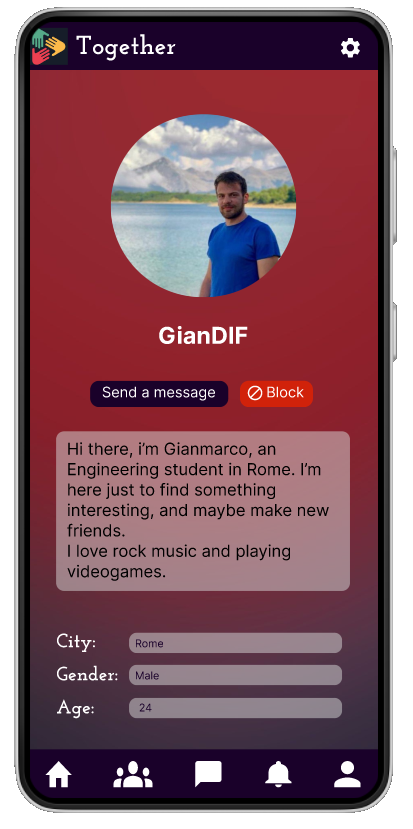 Together
GianDIF
Send a message
Block
Hi there, i’m Gianmarco, an
Engineering student in Rome. I’m
here just to find something
interesting, and maybe make new
friends.
I love rock music and playing
videogames.
City:
Rome
Gender:
Male
Age:
24